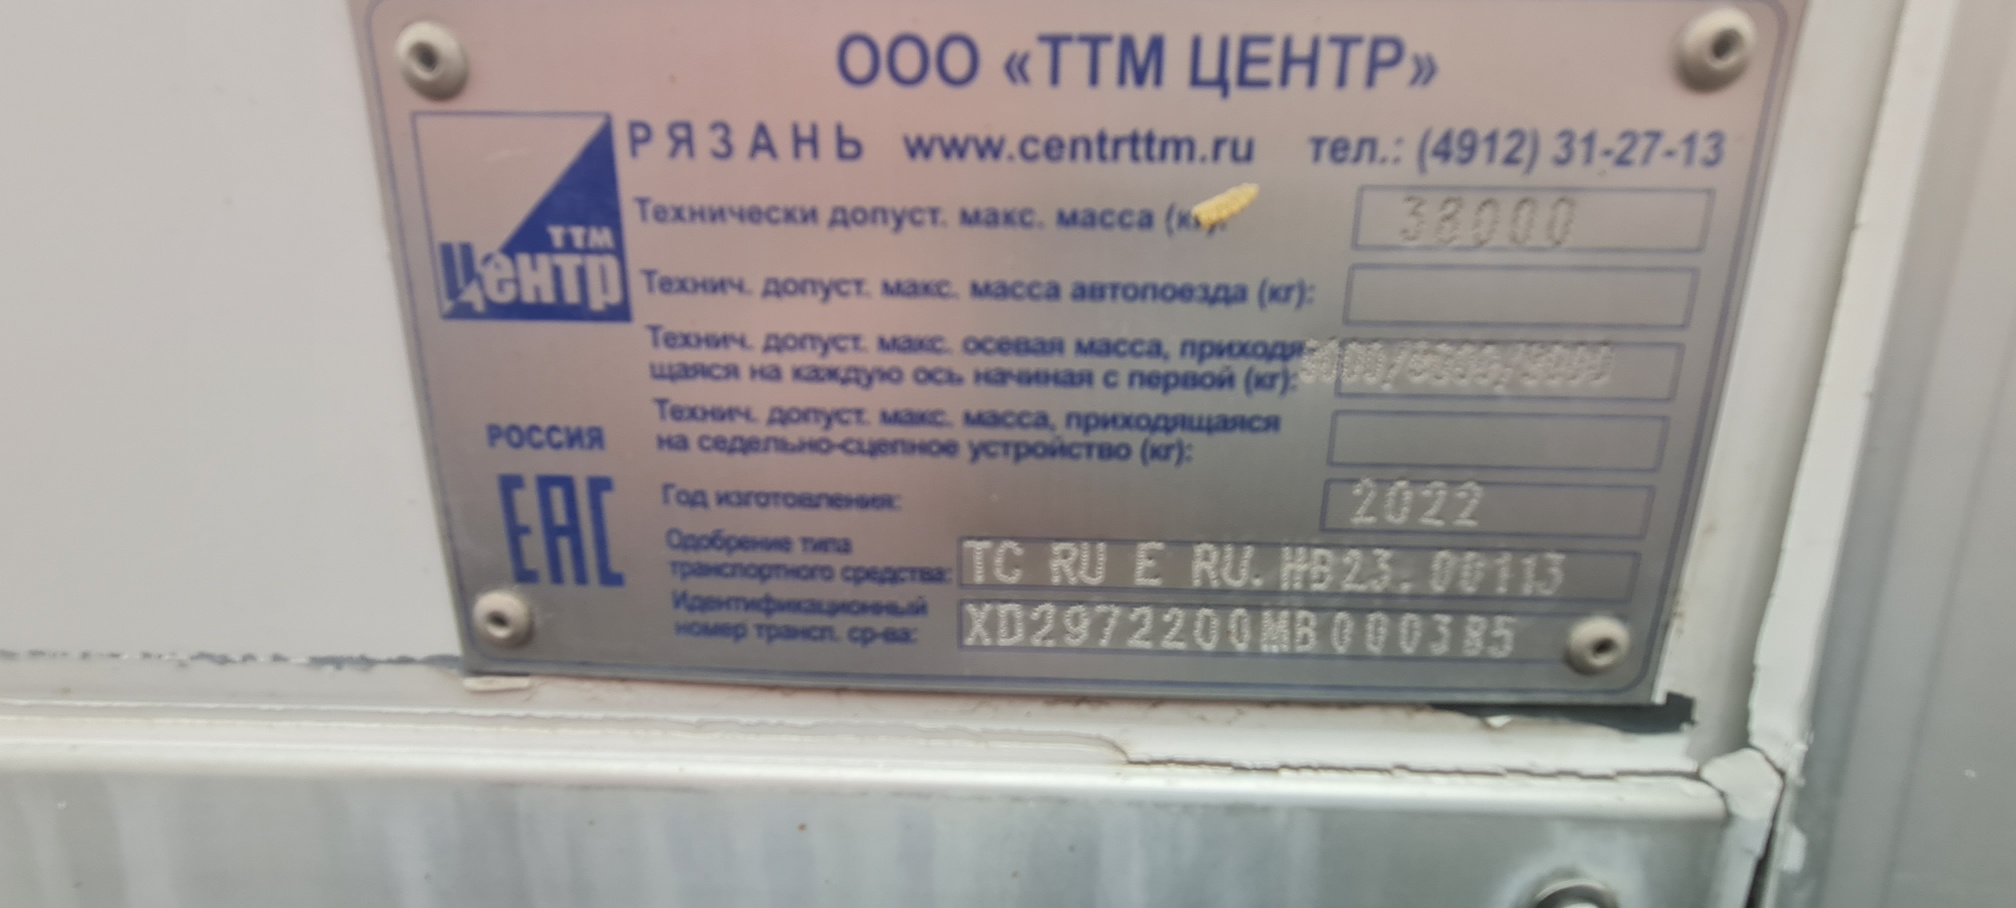 ООО «ТТМ ЦЕНТР»
РЯЗАНЬ www.centrttm.ru тел.: (4912) 31-27-13
ТТМ
Центр
Технически допуст. макс. масса (кг): 38000
Технич. допуст. макс. масса автопоезда (кг):
Технич. допуст. макс. осевая масса, приходя
щаяся на каждую ось начиная с первой (кг):
Технич. допуст. макс. масса, приходящаяся
на седельно-сцепное устройство (кг):
РОССИЯ
ЕАС
Год изготовления: 2022
Одобрение типа
транспортного средства: TC RU E RU.НВ23.00113
Идентификационный
номер трансп. ср-ва: